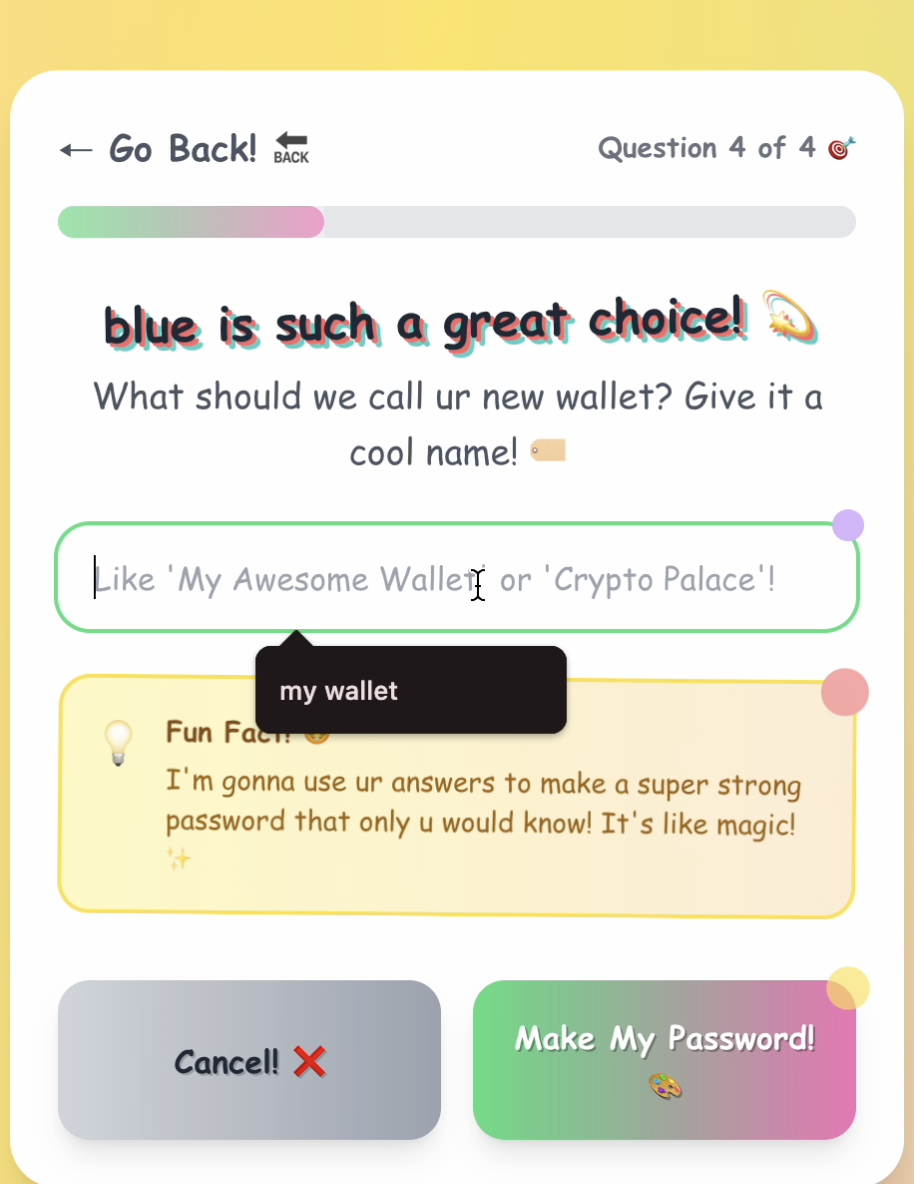 ← Go Back! 🔙 BACK
Question 4 of 4 🎯
blue is such a great choice! 💫
What should we call ur new wallet? Give it a
cool name! 🏷️
Like 'My Awesome Wallet' or 'Crypto Palace'!
my wallet
Fun Fact!
I'm gonna use ur answers to make a super strong
password that only u would know! It's like magic!
✨
Cancel! ❌
Make My Password!
🎨